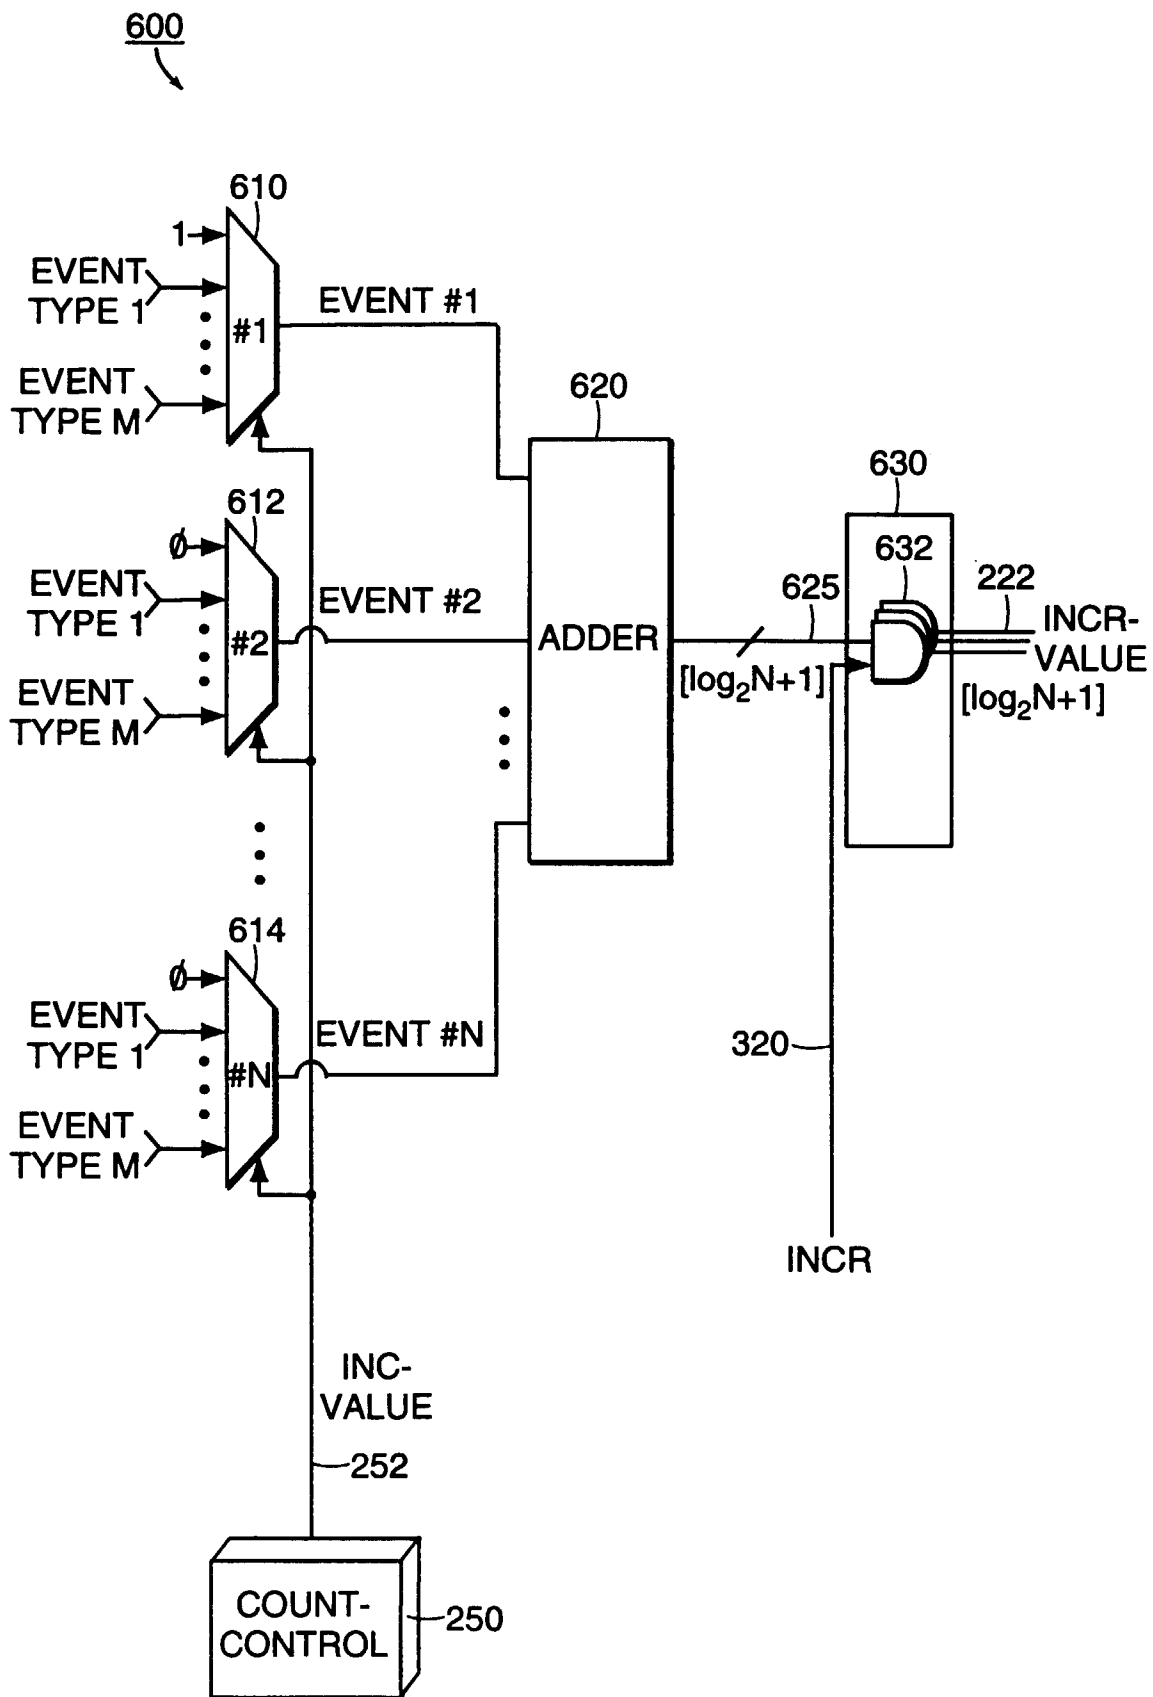 600
610
1
EVENT
TYPE 1
#1
EVENT #1
EVENT
TYPE M
620
630
612
Ø
632
222
EVENT
TYPE 1
EVENT #2
625
INCR-
VALUE
#2
ADDER
[log₂N+1]
[log₂N+1]
EVENT
TYPE M
614
Ø
EVENT
TYPE 1
EVENT #N
320
#N
EVENT
TYPE M
INCR
INC-
VALUE
252
COUNT-
CONTROL
250